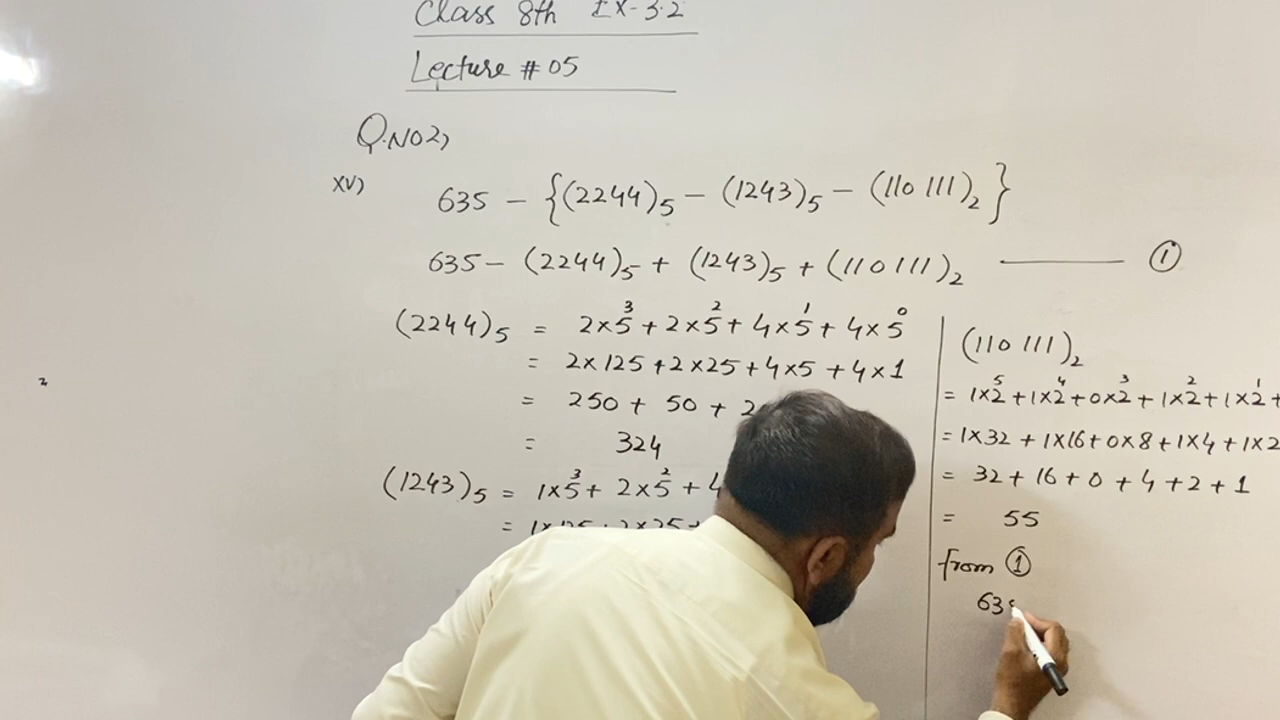 Class 8th Ex-3.2
Lecture # 05
Q.NO2)
xv) 635 - {(2244)₅ - (1243)₅ - (110 111)₂}
635 - (2244)₅ + (1243)₅ + (110111)₂ ——— ①
(2244)₅ = 2×5³ + 2×5² + 4×5¹ + 4×5⁰
= 2×125 + 2×25 + 4×5 + 4×1
= 250 + 50 + 2
= 324
(1243)₅ = 1×5³ + 2×5² + 4
= 1×125 + 2×25 +
(110 111)₂
= 1×2⁵ + 1×2⁴ + 0×2³ + 1×2² + 1×2¹ +
= 1×32 + 1×16 + 0×8 + 1×4 + 1×2
= 32 + 16 + 0 + 4 + 2 + 1
= 55
from ①
63